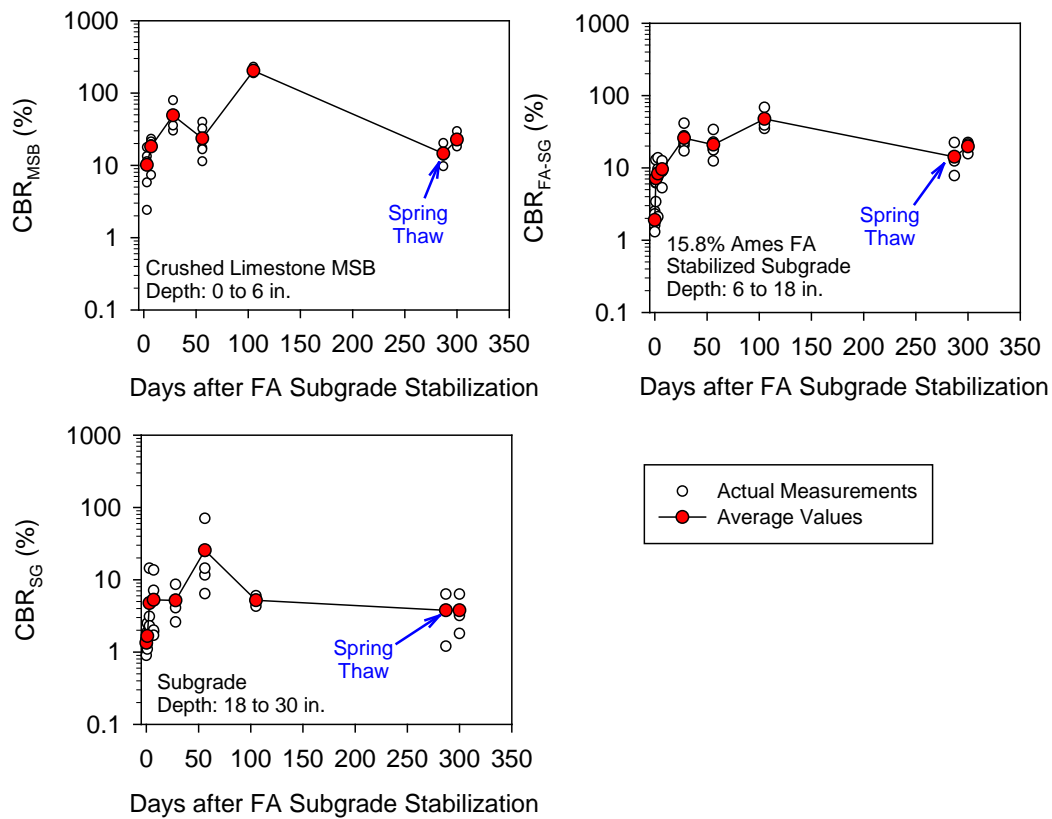 1000
100
10
1
0.1
CBR_MSB (%)
Spring
Thaw
Crushed Limestone MSB
Depth: 0 to 6 in.
0 50 100 150 200 250 300 350
Days after FA Subgrade Stabilization
1000
100
10
1
0.1
CBR_FA-SG (%)
Spring
Thaw
15.8% Ames FA
Stabilized Subgrade
Depth: 6 to 18 in.
0 50 100 150 200 250 300 350
Days after FA Subgrade Stabilization
1000
100
10
1
0.1
CBR_SG (%)
Spring
Thaw
Subgrade
Depth: 18 to 30 in.
0 50 100 150 200 250 300 350
Days after FA Subgrade Stabilization
Actual Measurements
Average Values